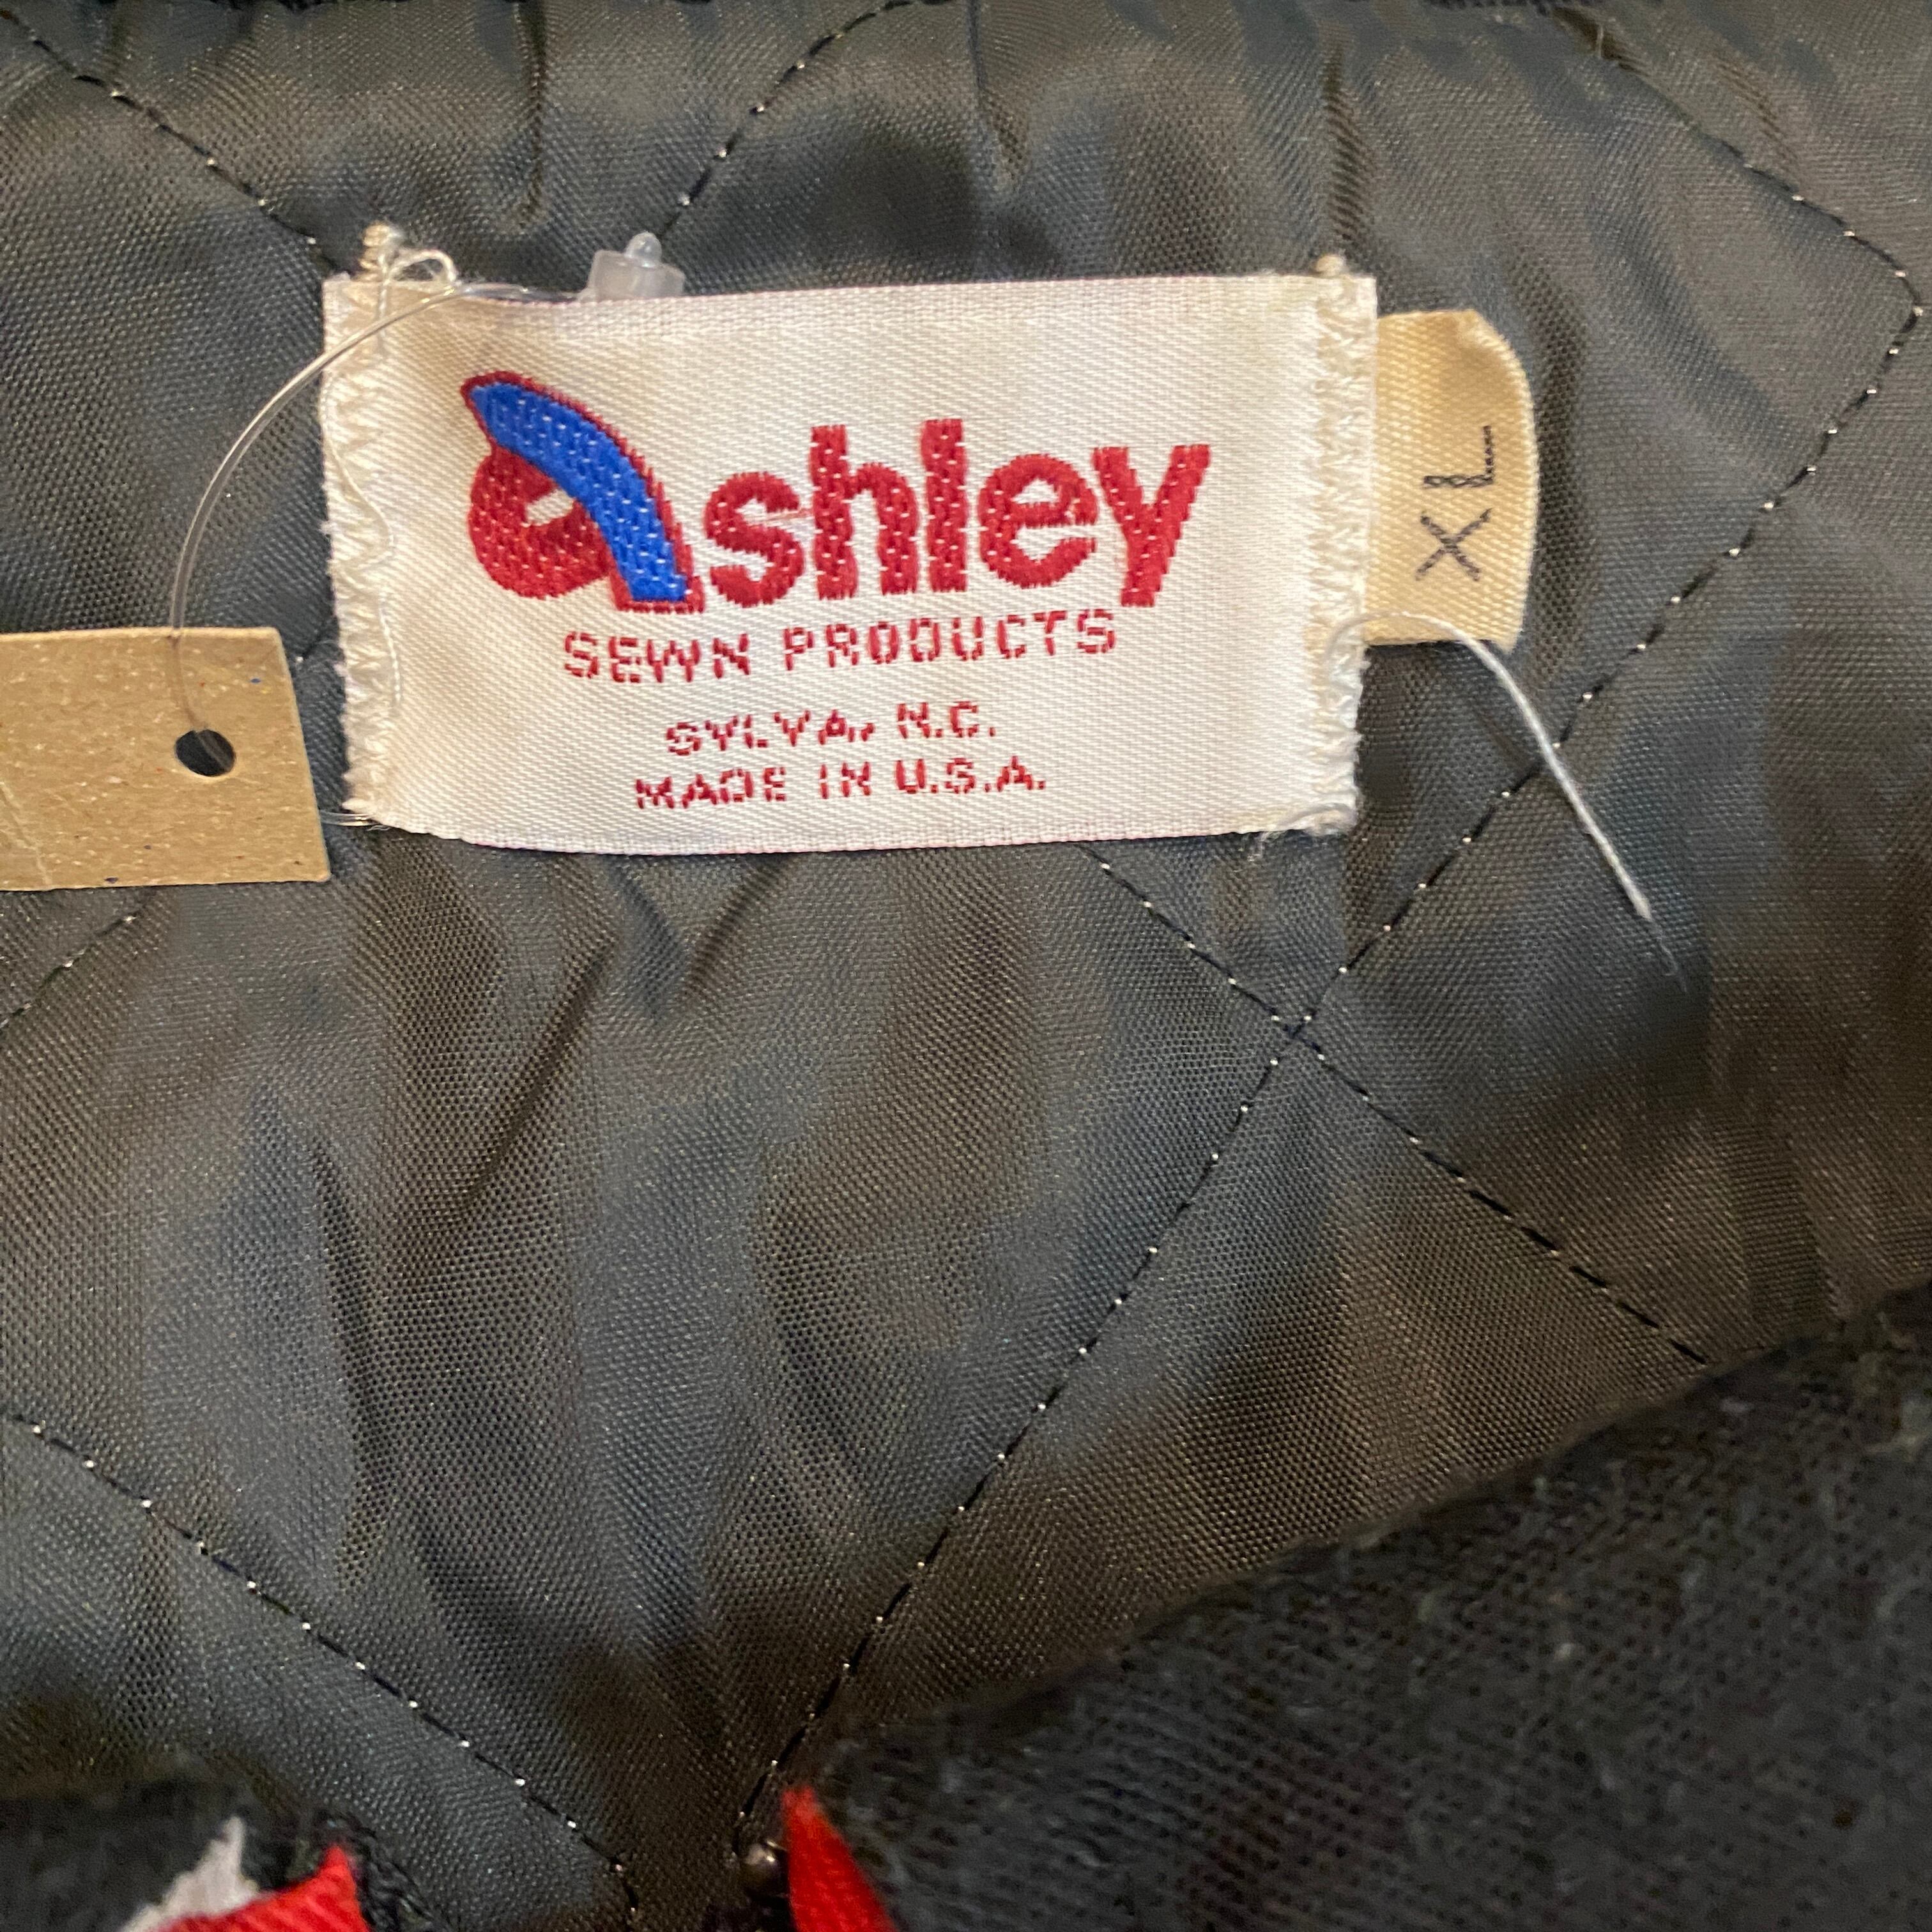 ashley
SEWN PRODUCTS
SYLVA, N.C.
MADE IN U.S.A.
XL